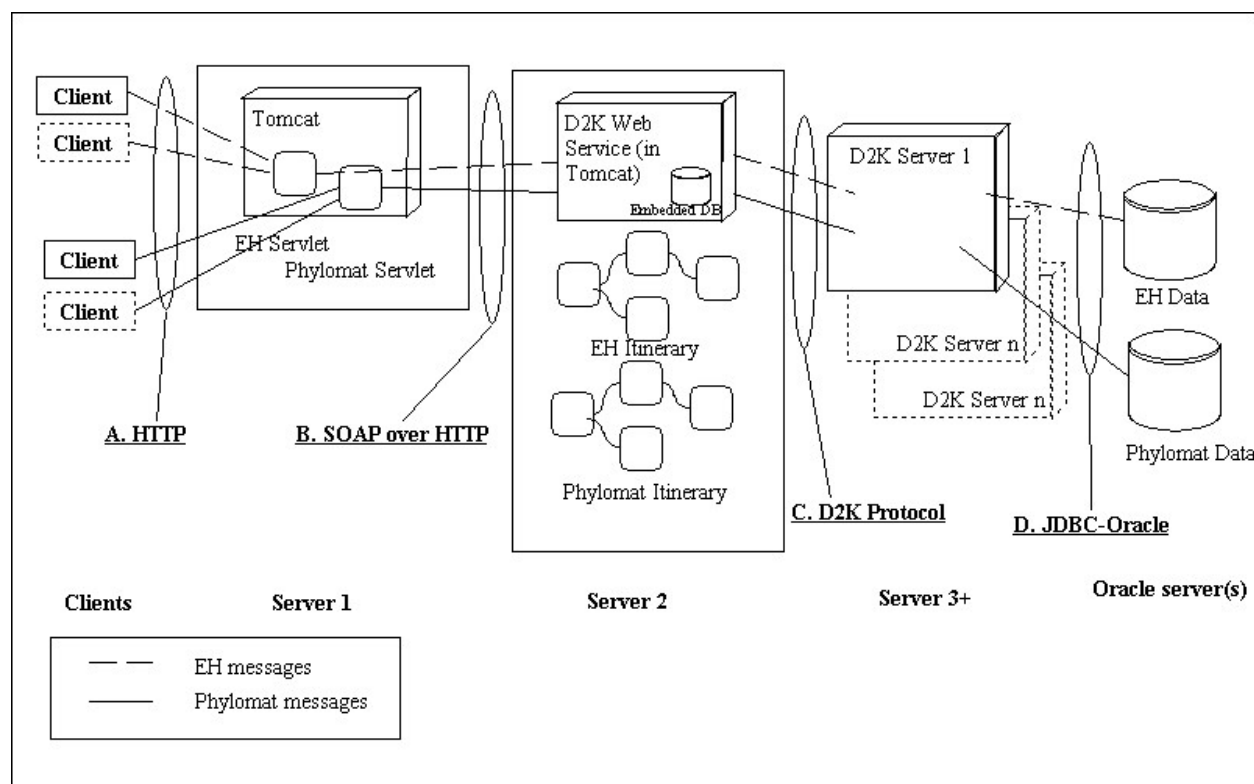 Client
Client
Tomcat
EH Servlet
Phylomat Servlet
Client
Client
D2K Web
Service (in
Tomcat)
Embedded DB
EH Itinerary
Phylomat Itinerary
D2K Server 1
D2K Server n
D2K Server n
EH Data
Phylomat Data
A. HTTP
B. SOAP over HTTP
C. D2K Protocol
D. JDBC-Oracle
Clients
Server 1
Server 2
Server 3+
Oracle server(s)
EH messages
Phylomat messages